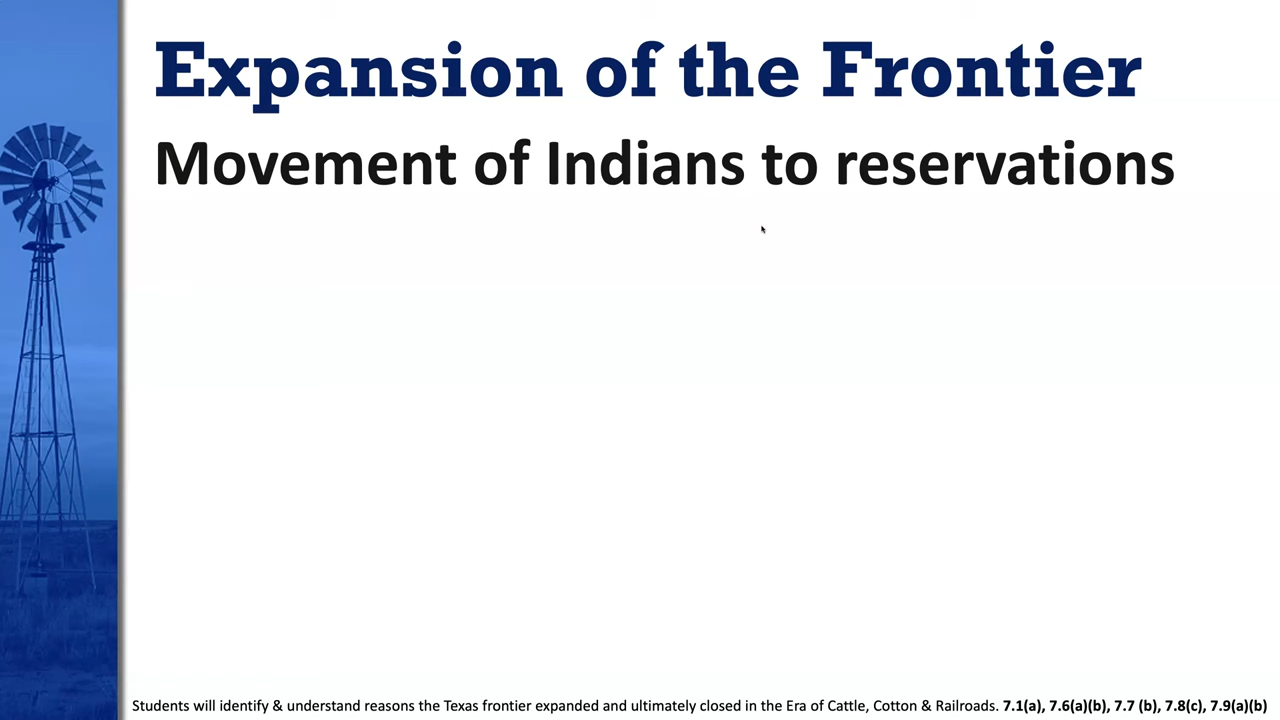 Expansion of the Frontier
Movement of Indians to reservations
Students will identify & understand reasons the Texas frontier expanded and ultimately closed in the Era of Cattle, Cotton & Railroads. 7.1(a), 7.6(a)(b), 7.7 (b), 7.8(c), 7.9(a)(b)